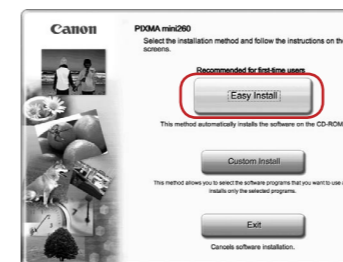 Canon
PIXMA mini260
Select the installation method and follow the instructions on the
screens.
Recommended for first-time users
Easy Install
This method automatically installs the software on the CD-ROM
Custom Install
This method allows you to select the software programs that you want to use a
installs only the selected programs.
Exit
Cancels software installation.